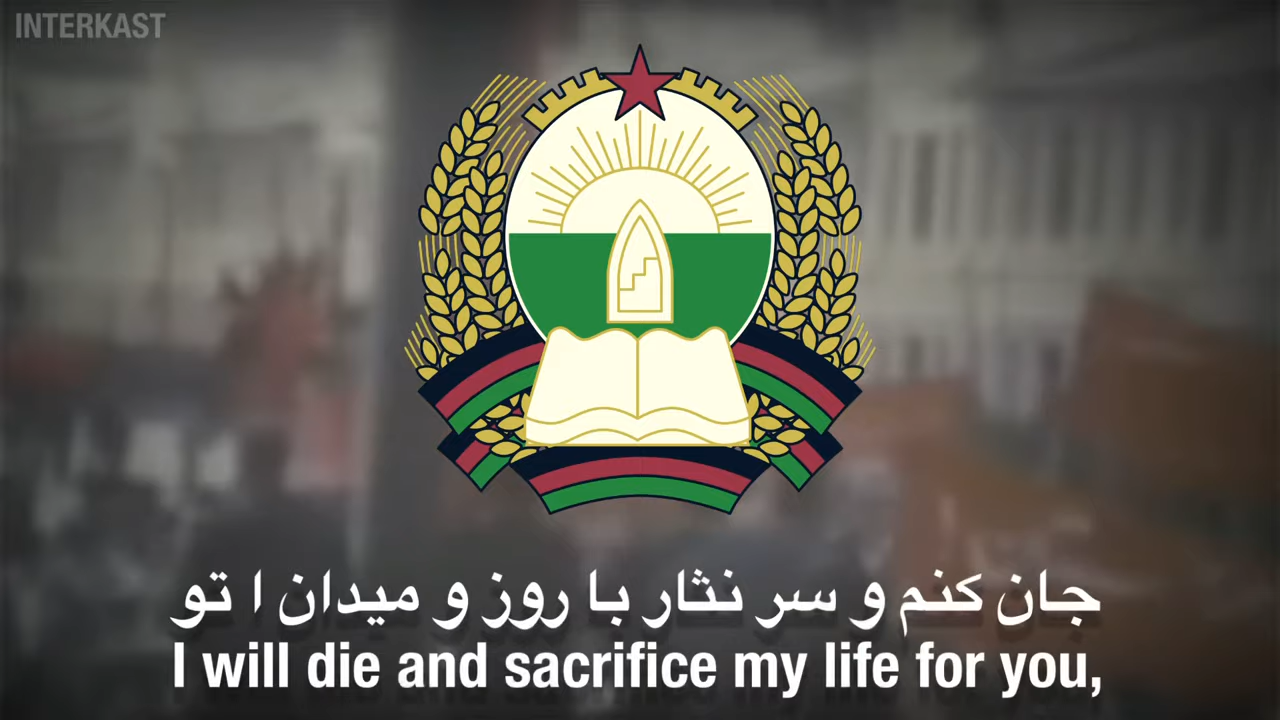 INTERKAST
جان کنم و سر نثار با روز و میدان ا تو
I will die and sacrifice my life for you,